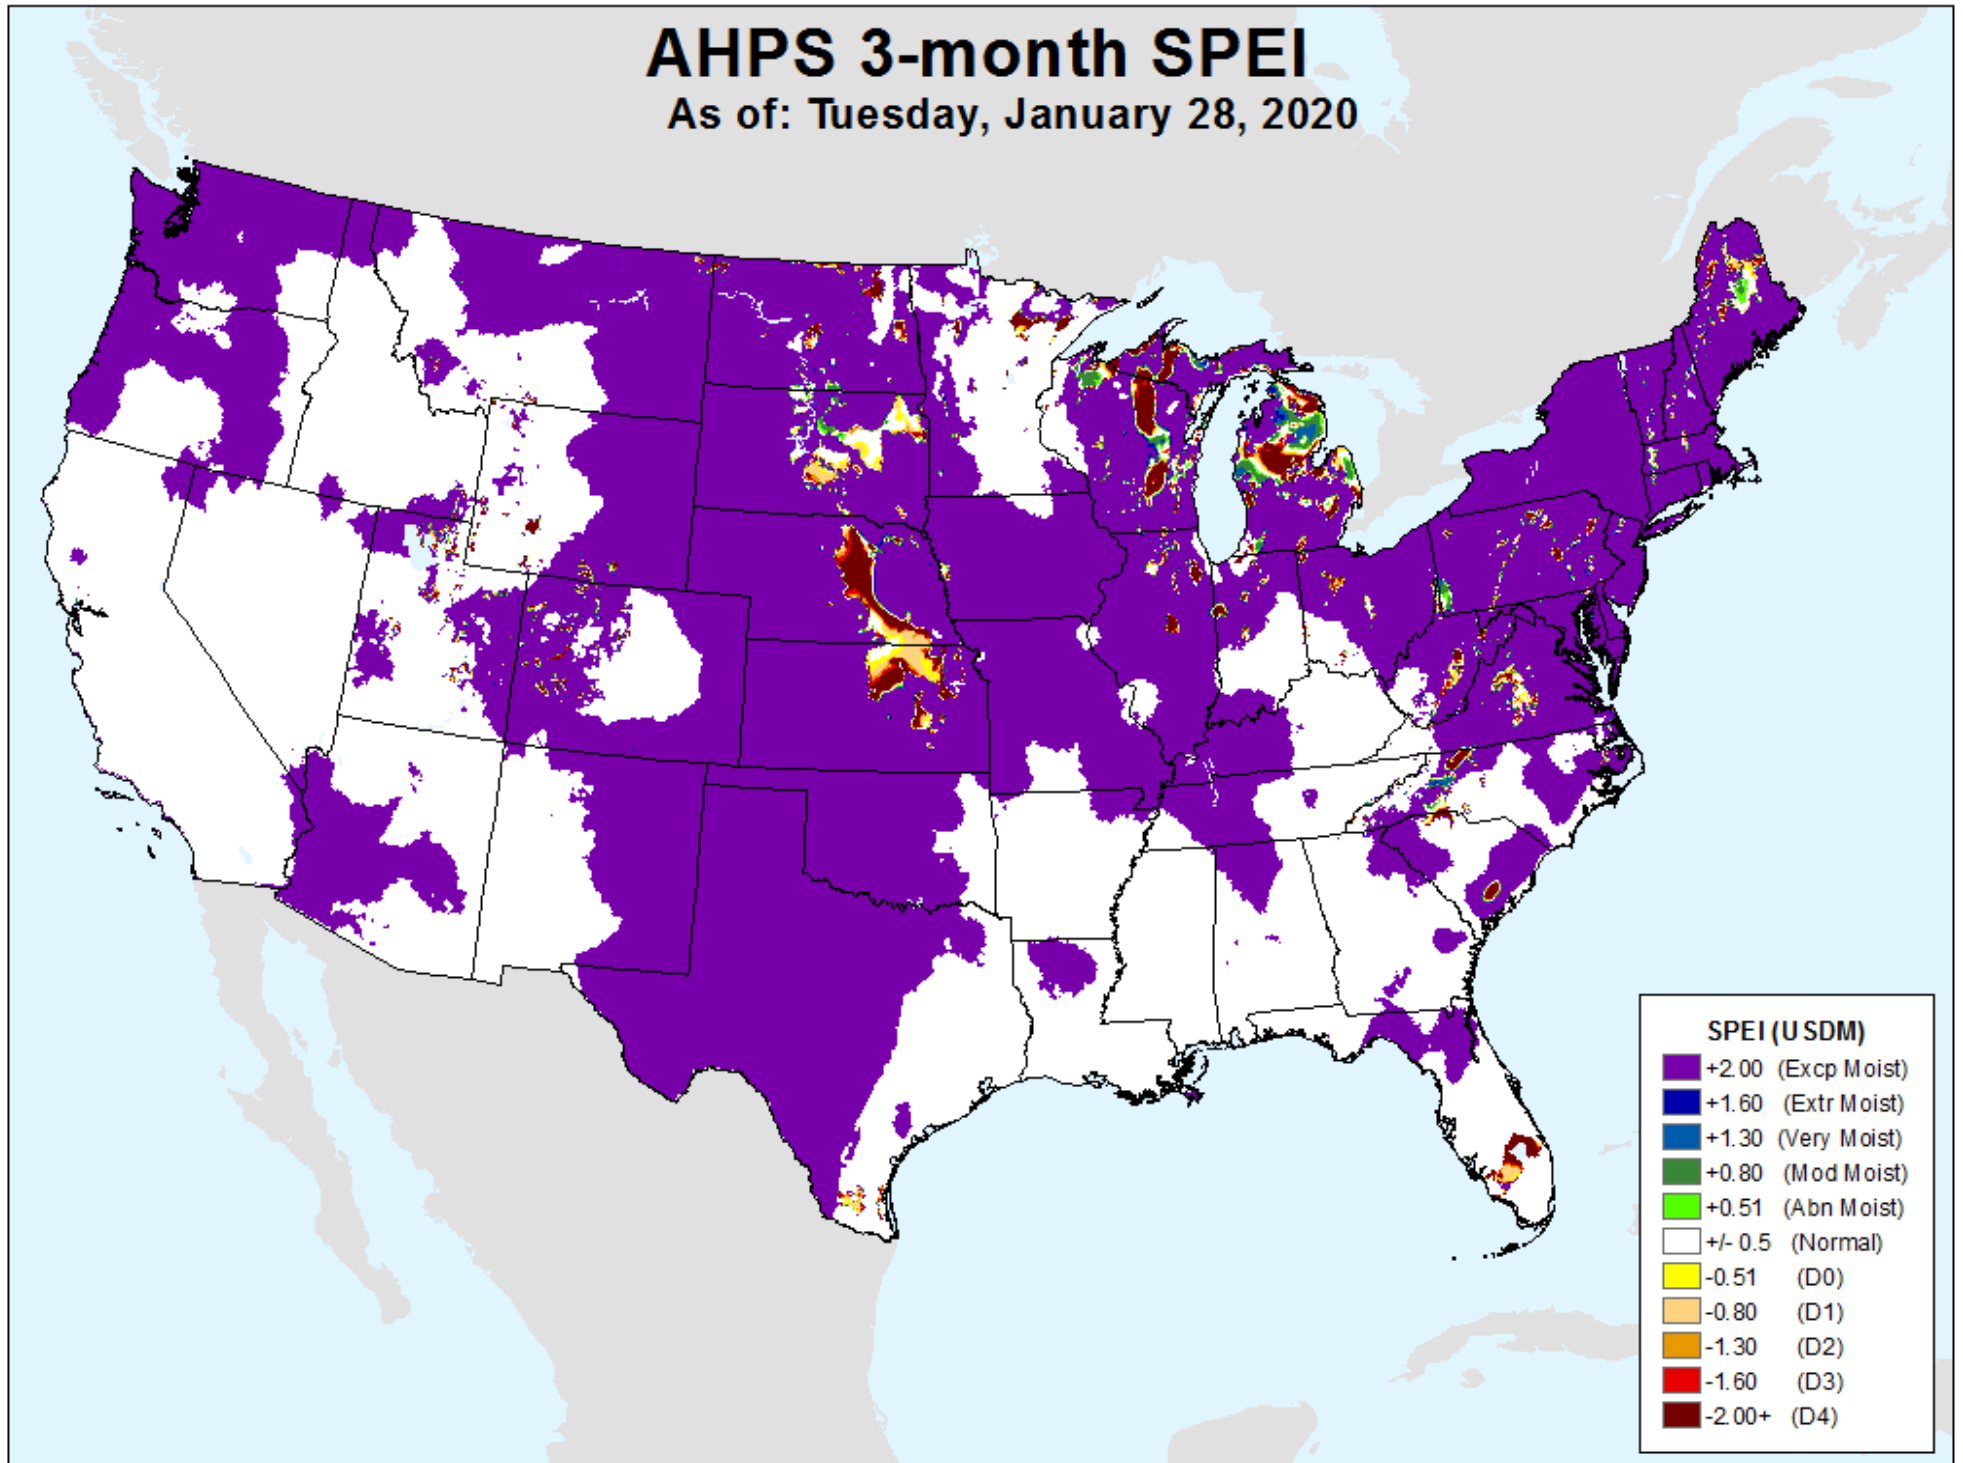 AHPS 3-month SPEI
As of: Tuesday, January 28, 2020
SPEI (USDM)
+2.00 (Excp Moist)
+1.60 (Extr Moist)
+1.30 (Very Moist)
+0.80 (Mod Moist)
+0.51 (Abn Moist)
+/- 0.5 (Normal)
-0.51 (D0)
-0.80 (D1)
-1.30 (D2)
-1.60 (D3)
-2.00+ (D4)